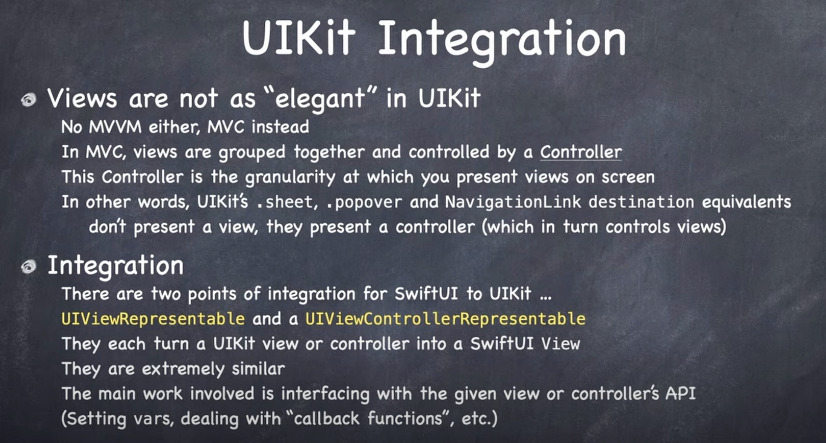 UIKit Integration
Views are not as “elegant” in UIKit
No MVVM either, MVC instead
In MVC, views are grouped together and controlled by a Controller
This Controller is the granularity at which you present views on screen
In other words, UIKit’s .sheet, .popover and NavigationLink destination equivalents
don’t present a view, they present a controller (which in turn controls views)
Integration
There are two points of integration for SwiftUI to UIKit ...
UIViewRepresentable and a UIViewControllerRepresentable
They each turn a UIKit view or controller into a SwiftUI View
They are extremely similar
The main work involved is interfacing with the given view or controller’s API
(Setting vars, dealing with “callback functions”, etc.)